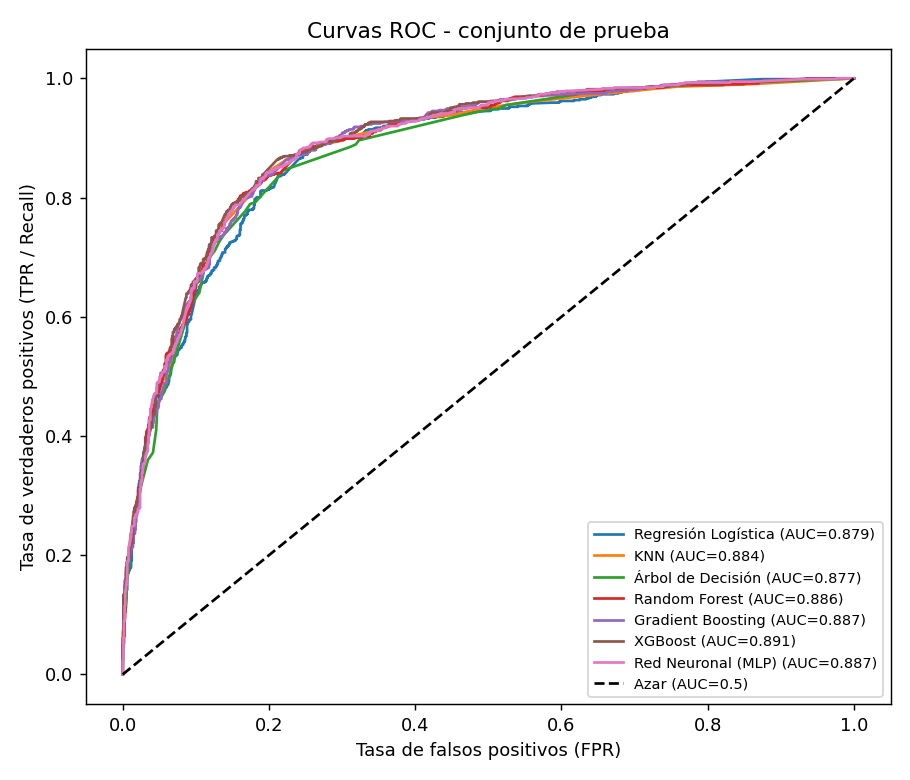 Curvas ROC - conjunto de prueba
Tasa de verdaderos positivos (TPR / Recall)
1.0
0.8
0.6
0.4
0.2
0.0
Regresión Logística (AUC=0.879)
KNN (AUC=0.884)
Árbol de Decisión (AUC=0.877)
Random Forest (AUC=0.886)
Gradient Boosting (AUC=0.887)
XGBoost (AUC=0.891)
Red Neuronal (MLP) (AUC=0.887)
Azar (AUC=0.5)
0.0 0.2 0.4 0.6 0.8 1.0
Tasa de falsos positivos (FPR)